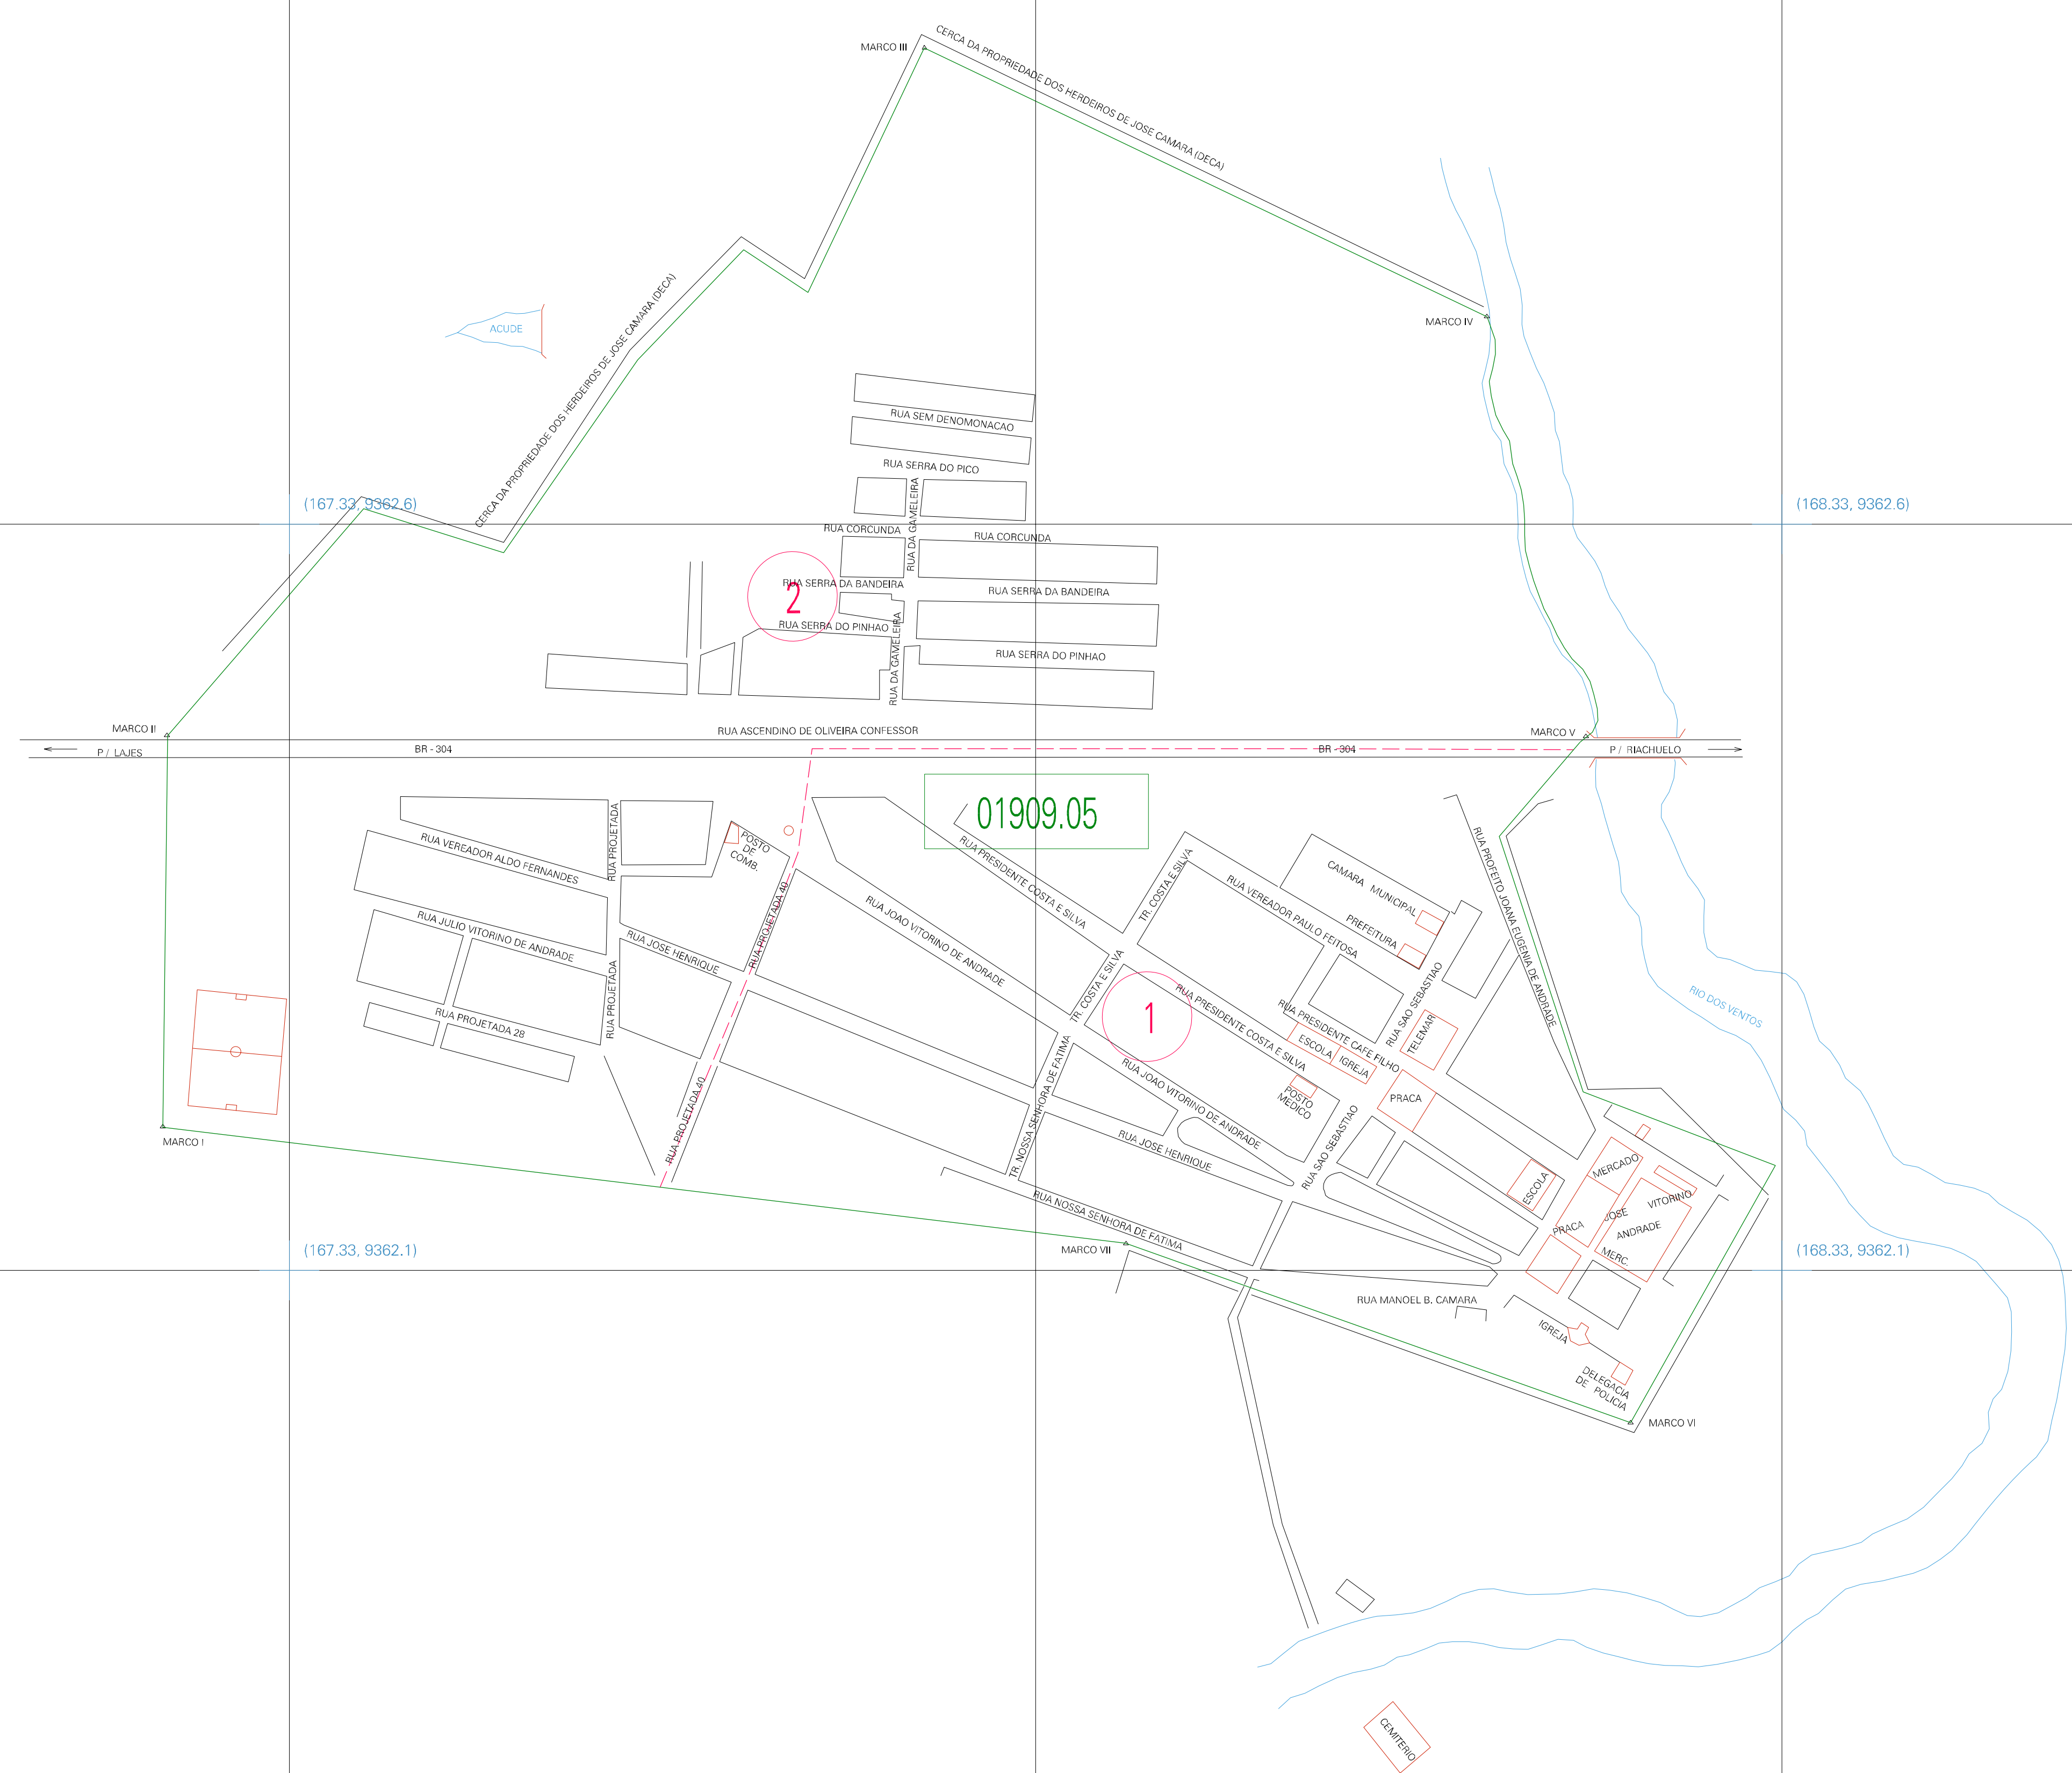 MARCO III
CERCA DA PROPRIEDADE DOS HERDEIROS DE JOSE CAMARA (DECA)
CERCA DA PROPRIEDADE DOS HERDEIROS DE JOSE CAMARA (DECA)
ACUDE
MARCO IV
RUA SEM DENOMONACAO
RUA SERRA DO PICO
(167.33, 9362.6)
(168.33, 9362.6)
RUA DA GAMELEIRA
RUA CORCUNDA
RUA CORCUNDA
RUA SERRA DA BANDEIRA
2
RUA SERRA DA BANDEIRA
RUA SERRA DO PINHAO
RUA DA GAMELEIRA
RUA SERRA DO PINHAO
MARCO II
RUA ASCENDINO DE OLIVEIRA CONFESSOR
MARCO V
P / LAJES
BR - 304
BR - 304
P / RIACHUELO
01909.05
RUA VEREADOR ALDO FERNANDES
RUA PROJETADA
POSTO
DE
COMB.
RUA PRESIDENTE COSTA E SILVA
TR. COSTA E SILVA
RUA VEREADOR PAULO FEITOSA
CAMARA MUNICIPAL
PREFEITURA
RUA PROFEITO JOANA EUGENIA DE ANDRADE
RUA JULIO VITORINO DE ANDRADE
RUA JOSE HENRIQUE
RUA PROJETADA 40
RUA JOAO VITORINO DE ANDRADE
TR. COSTA E SILVA
1
RUA PRESIDENTE COSTA E SILVA
RUA PRESIDENTE CAFE FILHO
RUA SAO SEBASTIAO
TELEMAR
RIO DOS VENTOS
RUA PROJETADA
RUA PROJETADA 28
ESCOLA
IGREJA
POSTO
MEDICO
PRACA
RUA JOAO VITORINO DE ANDRADE
TR. NOSSA SENHORA DE FATIMA
RUA PROJETADA 40
MARCO I
RUA JOSE HENRIQUE
RUA SAO SEBASTIAO
ESCOLA
MERCADO
PRACA
JOSE VITORINO
ANDRADE
MERC.
RUA NOSSA SENHORA DE FATIMA
MARCO VII
(167.33, 9362.1)
(168.33, 9362.1)
RUA MANOEL B. CAMARA
IGREJA
DELEGACIA
DE POLICIA
MARCO VI
CEMITERIO